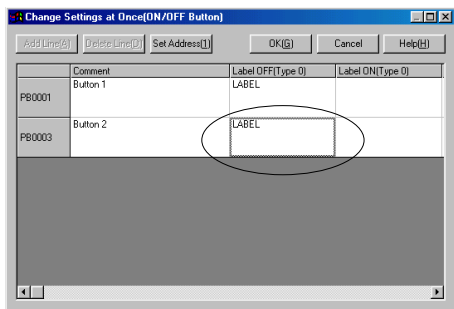 Change Settings at Once(ON/OFF Button)
Add Line(A) Delete Line(D) Set Address(1) OK(G) Cancel Help(H)
Comment Label OFF(Type 0) Label ON(Type 0)
PB0001 Button 1 LABEL
PB0003 Button 2 LABEL